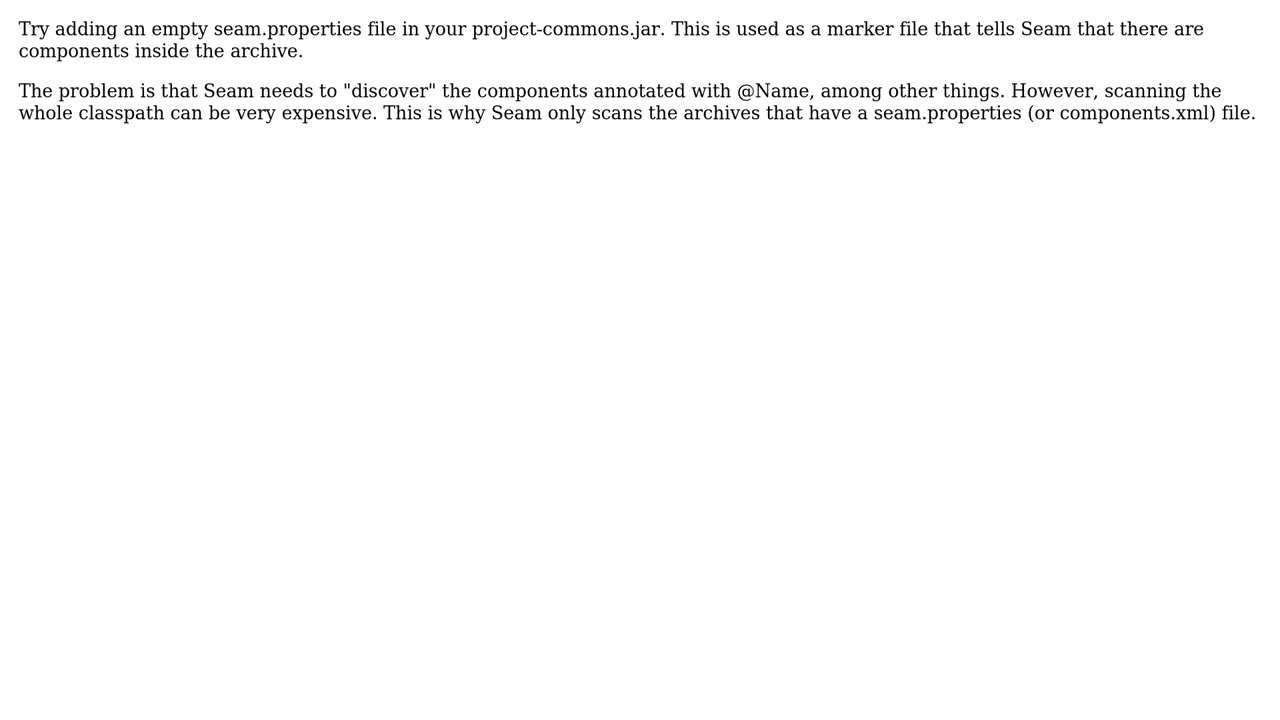 Try adding an empty seam.properties file in your project-commons.jar. This is used as a marker file that tells Seam that there are
components inside the archive.
The problem is that Seam needs to "discover" the components annotated with @Name, among other things. However, scanning the
whole classpath can be very expensive. This is why Seam only scans the archives that have a seam.properties (or components.xml) file.